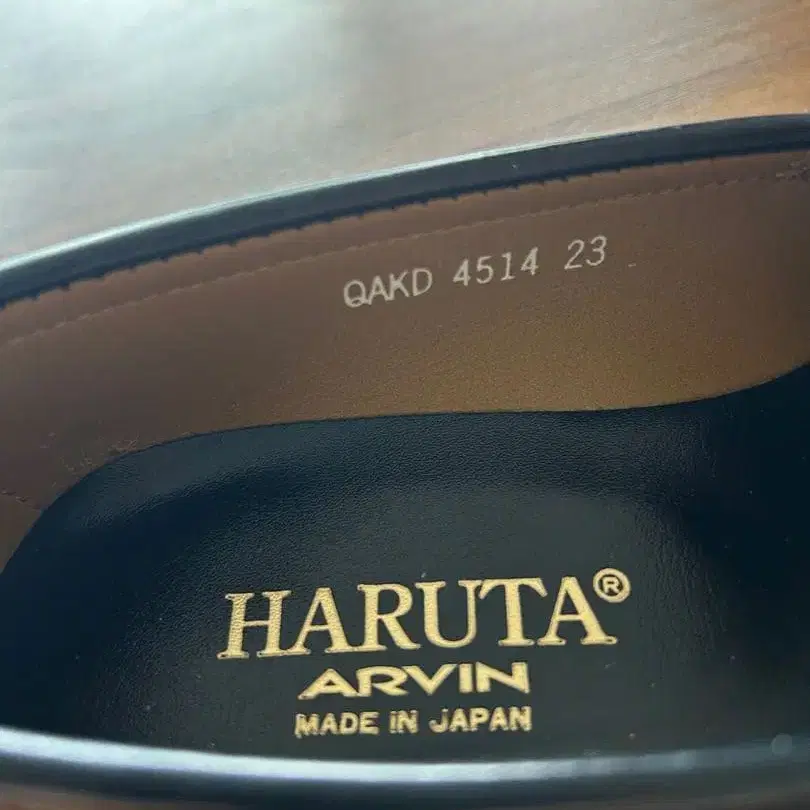 QAKD 4514 23
HARUTA®
ARVIN
MADE IN JAPAN